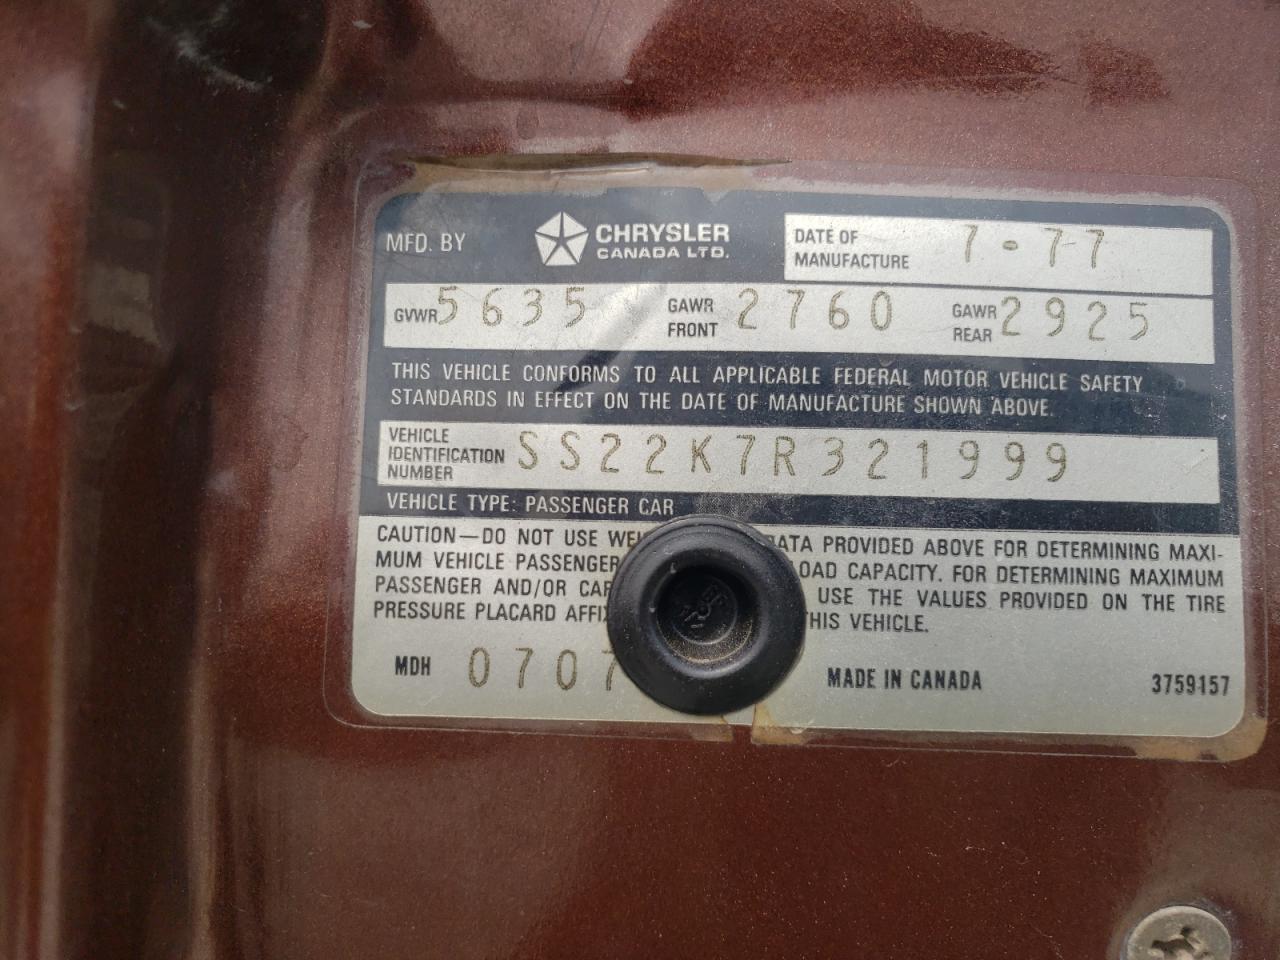 MFD. BY CHRYSLER CANADA LTD. DATE OF MANUFACTURE 7-77
GVWR 5635 GAWR FRONT 2760 GAWR REAR 2925
THIS VEHICLE CONFORMS TO ALL APPLICABLE FEDERAL MOTOR VEHICLE SAFETY
STANDARDS IN EFFECT ON THE DATE OF MANUFACTURE SHOWN ABOVE.
VEHICLE IDENTIFICATION NUMBER SS22K7R321999
VEHICLE TYPE: PASSENGER CAR
CAUTION—DO NOT USE PROVIDED ABOVE FOR DETERMINING MAXI-
MUM VEHICLE PASSENGER CAPACITY. FOR DETERMINING MAXIMUM
PASSENGER AND/OR USE THE VALUES PROVIDED ON THE TIRE
PRESSURE PLACARD THIS VEHICLE.
MDH 0707 MADE IN CANADA 3759157